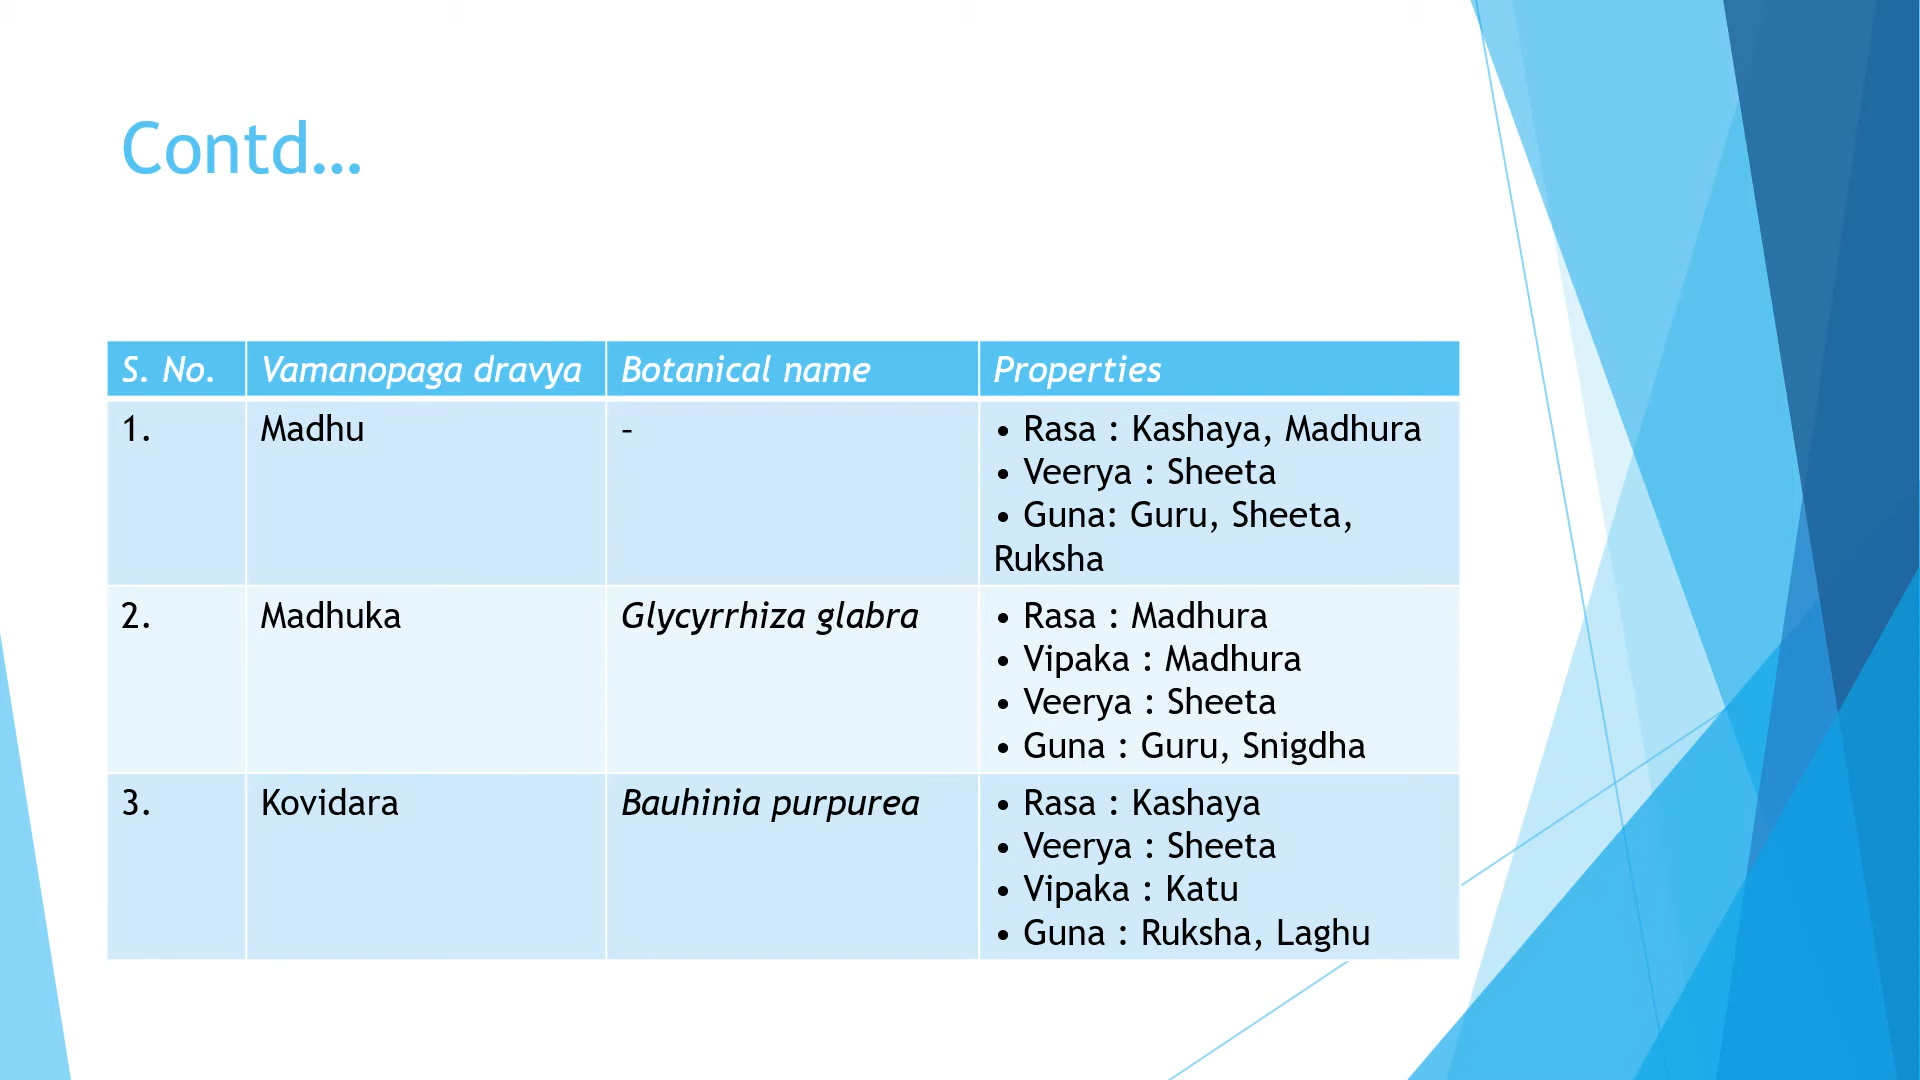 Contd...
S. No. Vamanopaga dravya Botanical name Properties
1. Madhu - • Rasa : Kashaya, Madhura
• Veerya : Sheeta
• Guna: Guru, Sheeta,
Ruksha
2. Madhuka Glycyrrhiza glabra • Rasa : Madhura
• Vipaka : Madhura
• Veerya : Sheeta
• Guna : Guru, Snigdha
3. Kovidara Bauhinia purpurea • Rasa : Kashaya
• Veerya : Sheeta
• Vipaka : Katu
• Guna : Ruksha, Laghu